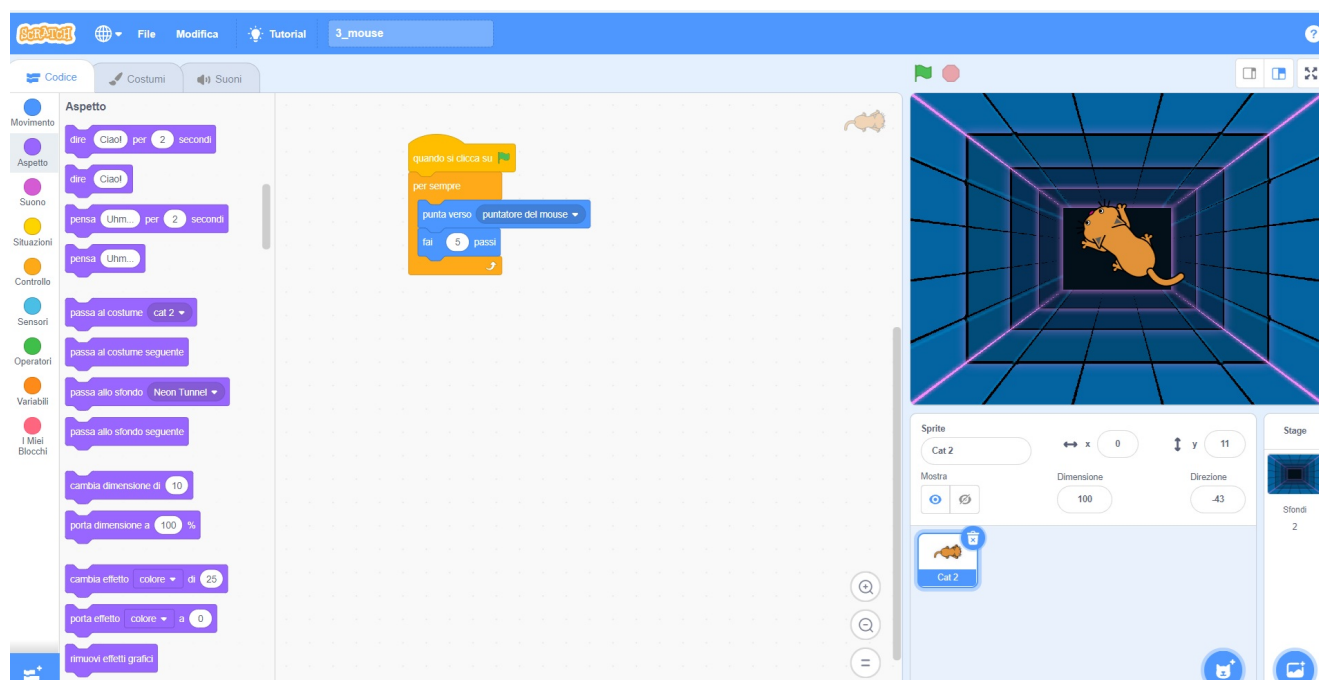 SCRATCH File Modifica Tutorial 3_mouse ?
Codice Costumi Suoni
Movimento
Aspetto
Suono
Situazioni
Controllo
Sensori
Operatori
Variabili
I Miei
Blocchi
Aspetto
dire Ciao! per 2 secondi
dire Ciao!
pensa Uhm... per 2 secondi
pensa Uhm...
passa al costume cat 2
passa al costume seguente
passa allo sfondo Neon Tunnel
passa allo sfondo seguente
cambia dimensione di 10
porta dimensione a 100 %
cambia effetto colore di 25
porta effetto colore a 0
rimuovi effetti grafici
quando si clicca su
per sempre
punta verso puntatore del mouse
fai 5 passi
Sprite
Cat 2
x 0
y 11
Mostra
Dimensione
100
Direzione
-43
Cat 2
Stage
Sfondi
2